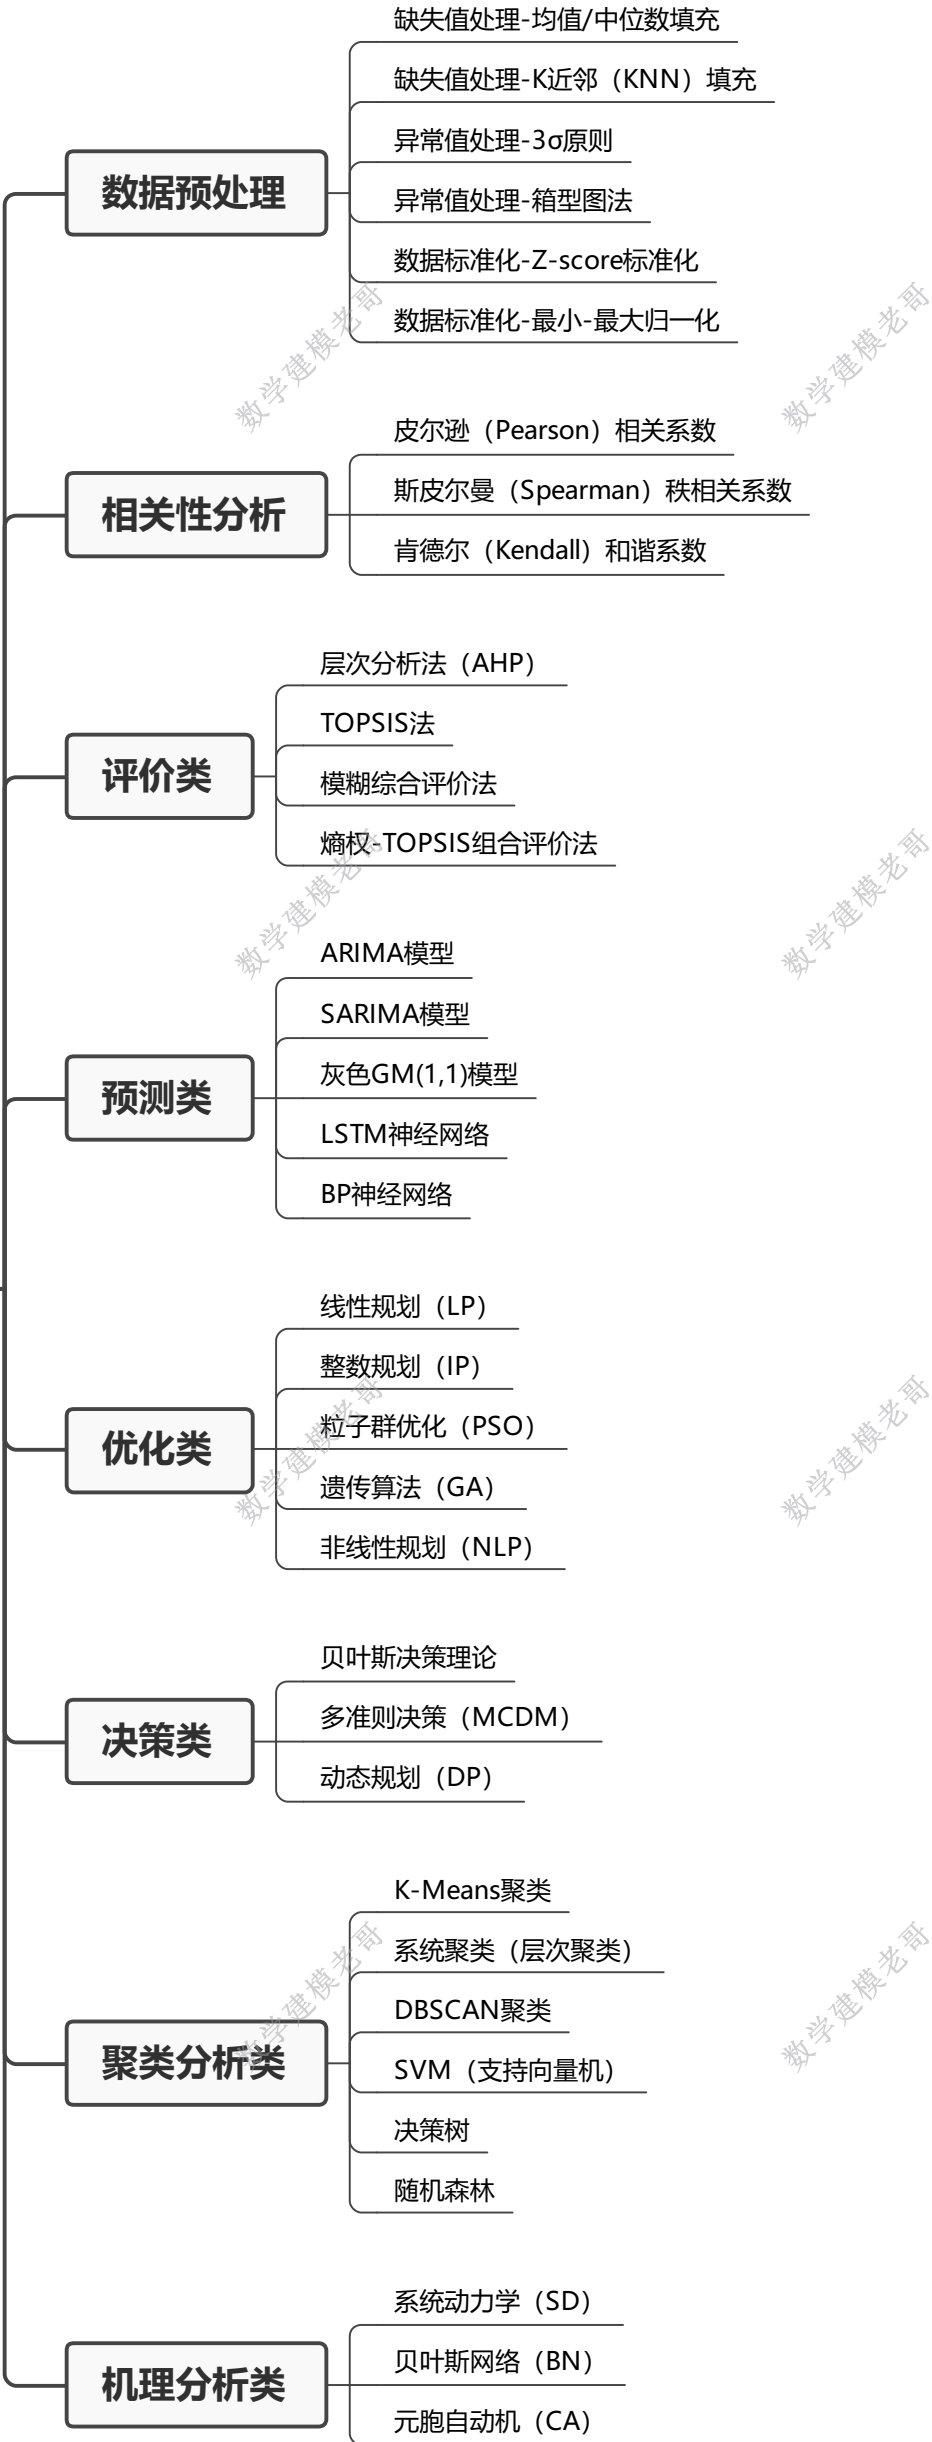 缺失值处理-均值/中位数填充
缺失值处理-K近邻（KNN）填充
异常值处理-3σ原则
数据预处理
异常值处理-箱型图法
数据标准化-Z-score标准化
数据标准化-最小-最大归一化
数学建模老哥
数学建模老哥
皮尔逊（Pearson）相关系数
相关性分析
斯皮尔曼（Spearman）秩相关系数
肯德尔（Kendall）和谐系数
层次分析法（AHP）
TOPSIS法
评价类
模糊综合评价法
熵权-TOPSIS组合评价法
数学建模老哥
数学建模老哥
ARIMA模型
SARIMA模型
预测类
灰色GM(1,1)模型
LSTM神经网络
BP神经网络
线性规划（LP）
整数规划（IP）
优化类
粒子群优化（PSO）
数学建模老哥
数学建模老哥
遗传算法（GA）
非线性规划（NLP）
贝叶斯决策理论
决策类
多准则决策（MCDM）
动态规划（DP）
K-Means聚类
系统聚类（层次聚类）
DBSCAN聚类
数学建模老哥
数学建模老哥
聚类分析类
SVM（支持向量机）
决策树
随机森林
系统动力学（SD）
机理分析类
贝叶斯网络（BN）
元胞自动机（CA）